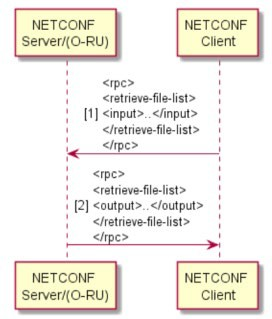 NETCONF
Server/(O-RU)
NETCONF
Client
<rpc>
<retrieve-file-list>
[1] <input>..</input>
</retrieve-file-list>
</rpc>
<rpc>
<retrieve-file-list>
[2] <output>..</output>
</retrieve-file-list>
</rpc>
NETCONF
Server/(O-RU)
NETCONF
Client